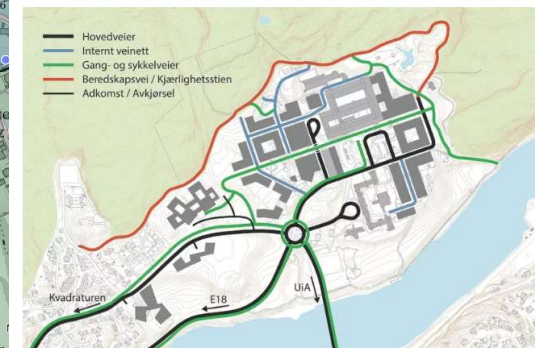 Hovedveier
Internt veinett
Gang- og sykkelveier
Beredskapsvei / Kjærlighetsstien
Adkomst / Avkjørsel
Kvadraturen
E18
UiA